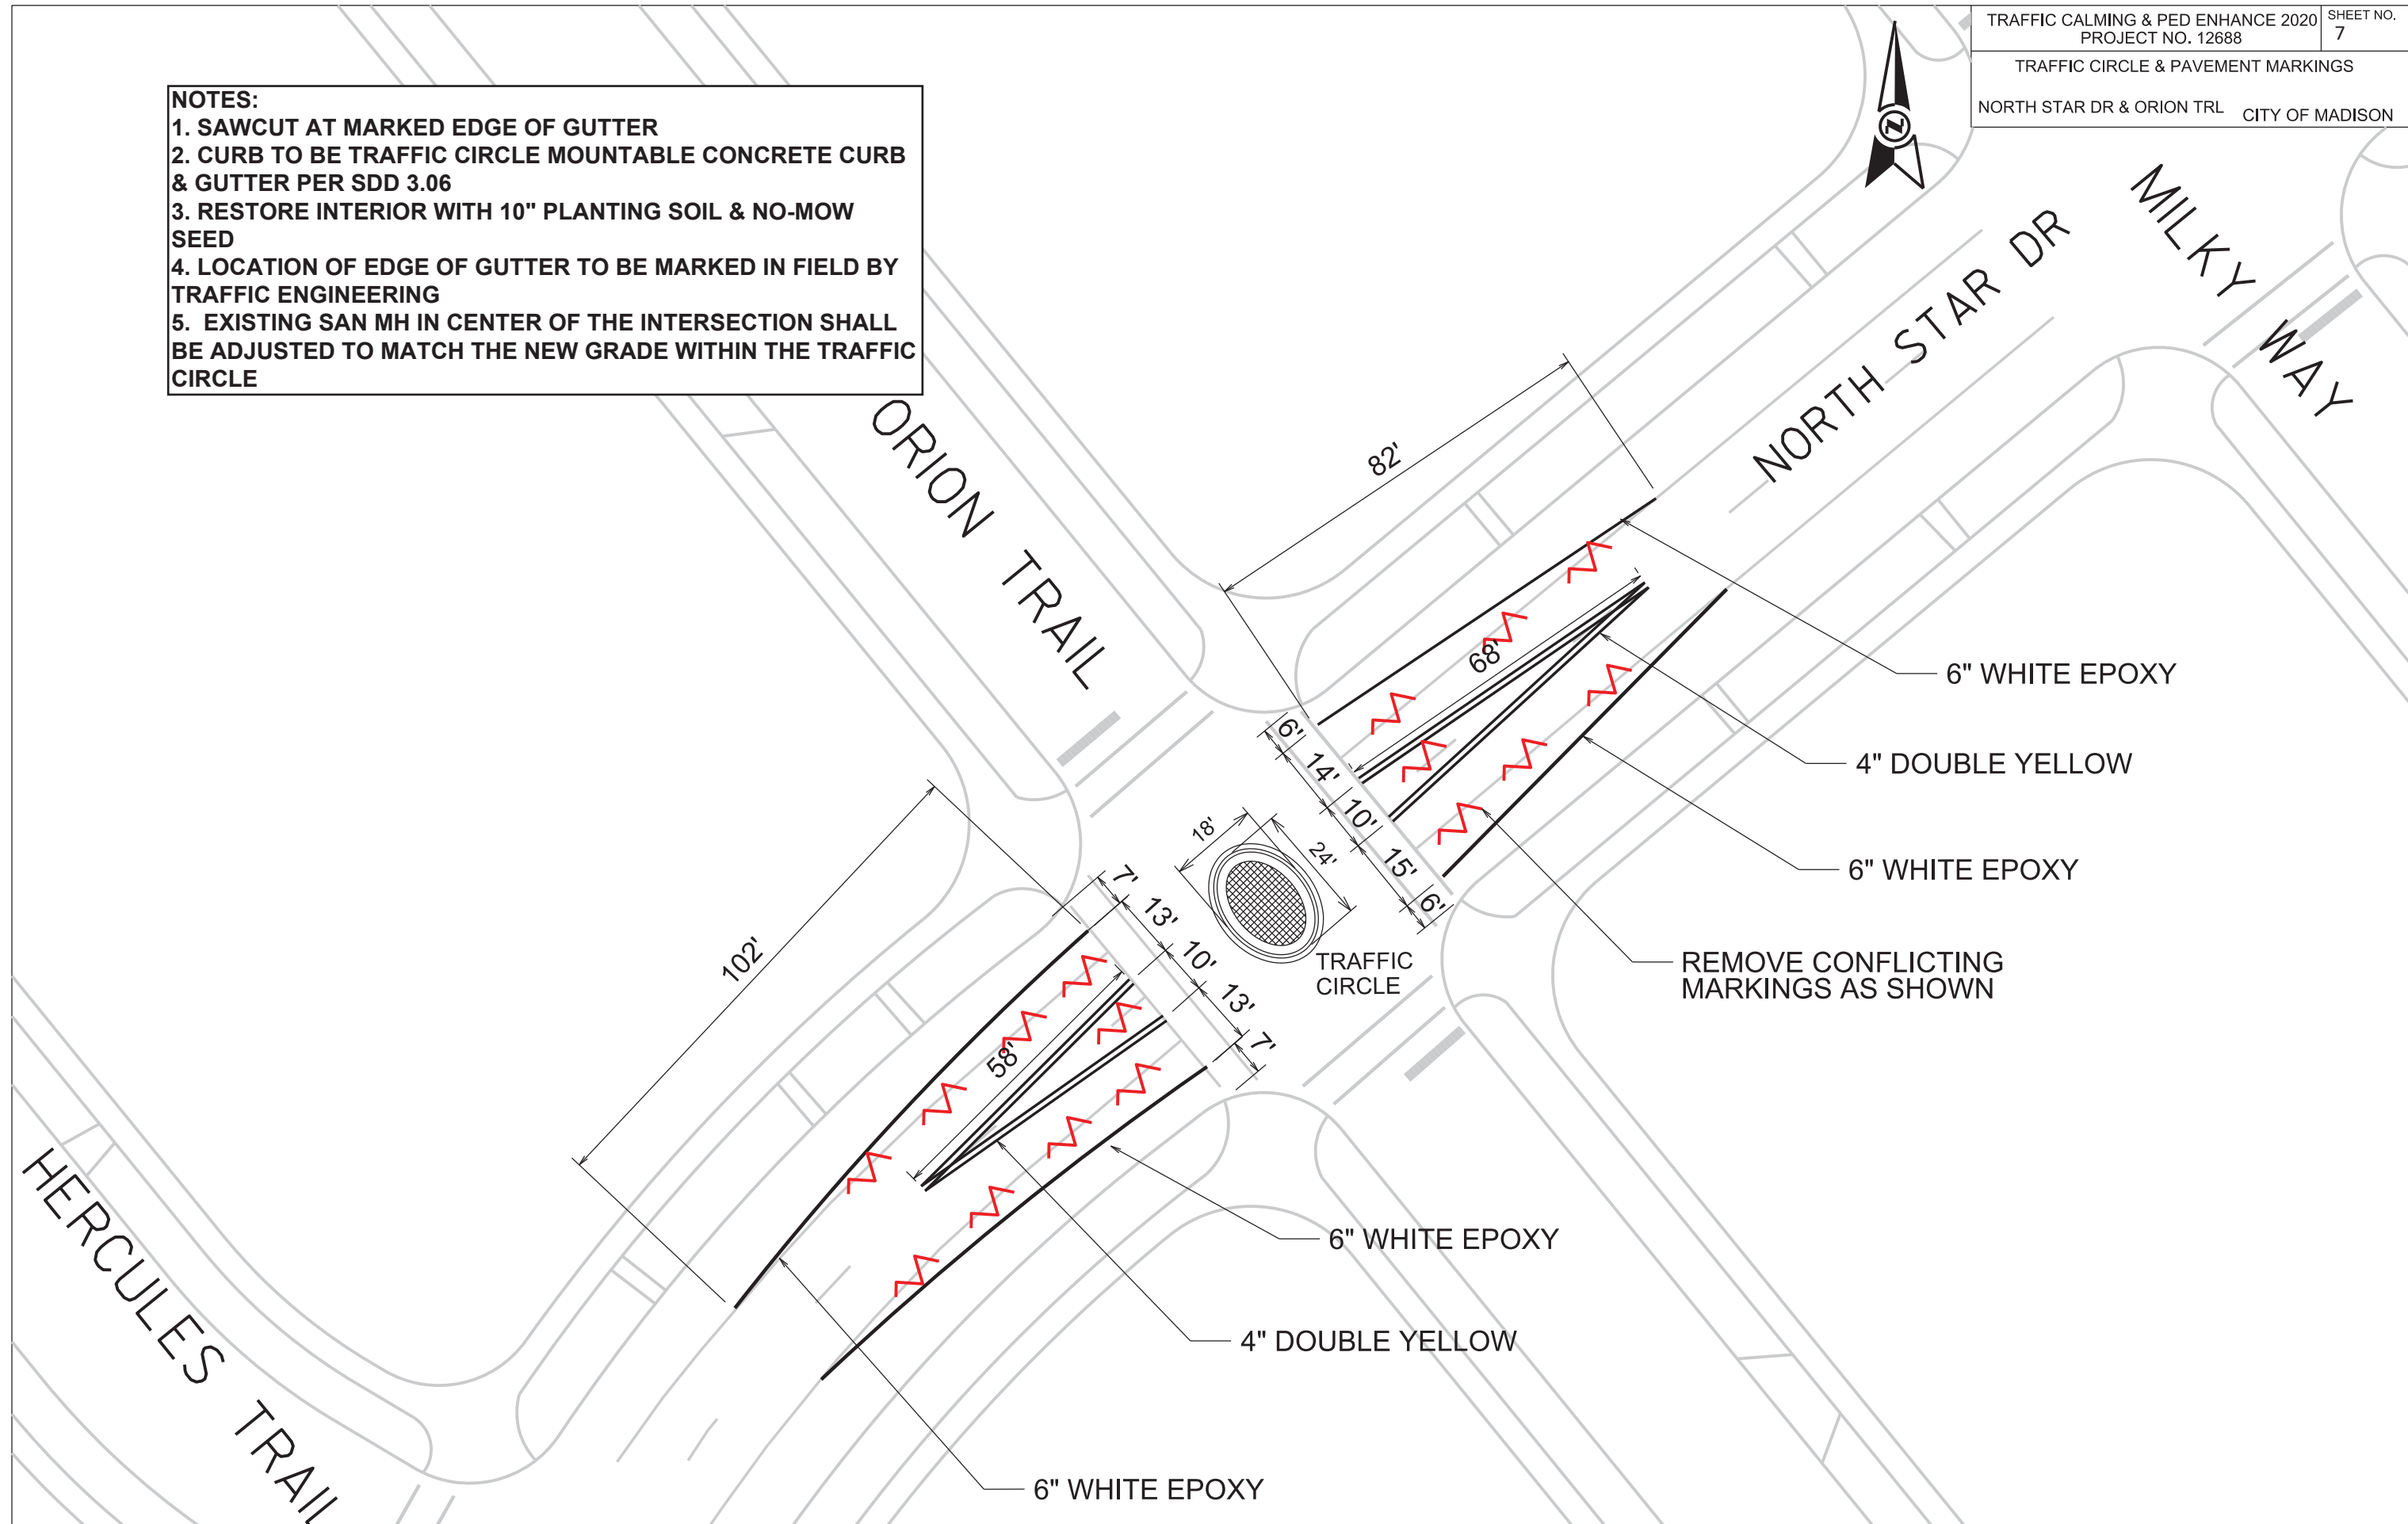 TRAFFIC CALMING & PED ENHANCE 2020
PROJECT NO. 12688
SHEET NO.
7
TRAFFIC CIRCLE & PAVEMENT MARKINGS
NORTH STAR DR & ORION TRL
CITY OF MADISON
NOTES:
1. SAWCUT AT MARKED EDGE OF GUTTER
2. CURB TO BE TRAFFIC CIRCLE MOUNTABLE CONCRETE CURB
& GUTTER PER SDD 3.06
3. RESTORE INTERIOR WITH 10" PLANTING SOIL & NO-MOW
SEED
4. LOCATION OF EDGE OF GUTTER TO BE MARKED IN FIELD BY
TRAFFIC ENGINEERING
5.  EXISTING SAN MH IN CENTER OF THE INTERSECTION SHALL
BE ADJUSTED TO MATCH THE NEW GRADE WITHIN THE TRAFFIC
CIRCLE
N
MILKY WAY
NORTH STAR DR
ORION TRAIL
82'
68'
6" WHITE EPOXY
4" DOUBLE YELLOW
6" WHITE EPOXY
6'
14'
10'
15'
6'
18'
24'
TRAFFIC
CIRCLE
REMOVE CONFLICTING
MARKINGS AS SHOWN
7'
13'
10'
13'
7'
102'
58'
HERCULES TRAIL
6" WHITE EPOXY
4" DOUBLE YELLOW
6" WHITE EPOXY